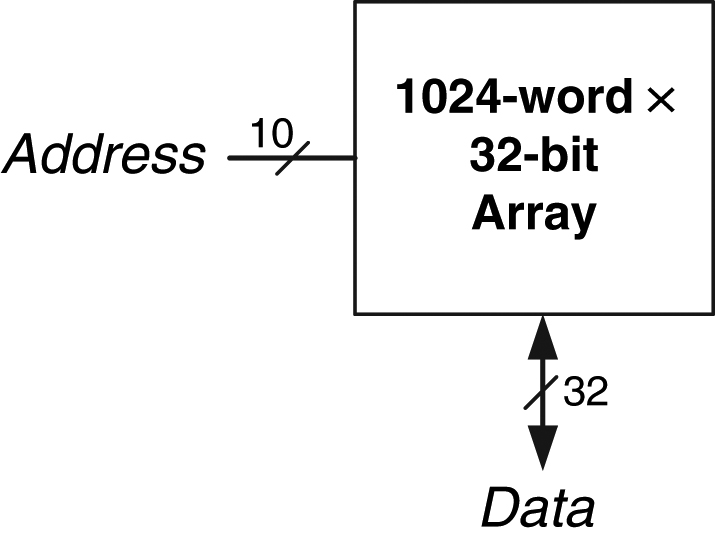 1024-word ×
32-bit
Array
Address
10
32
Data